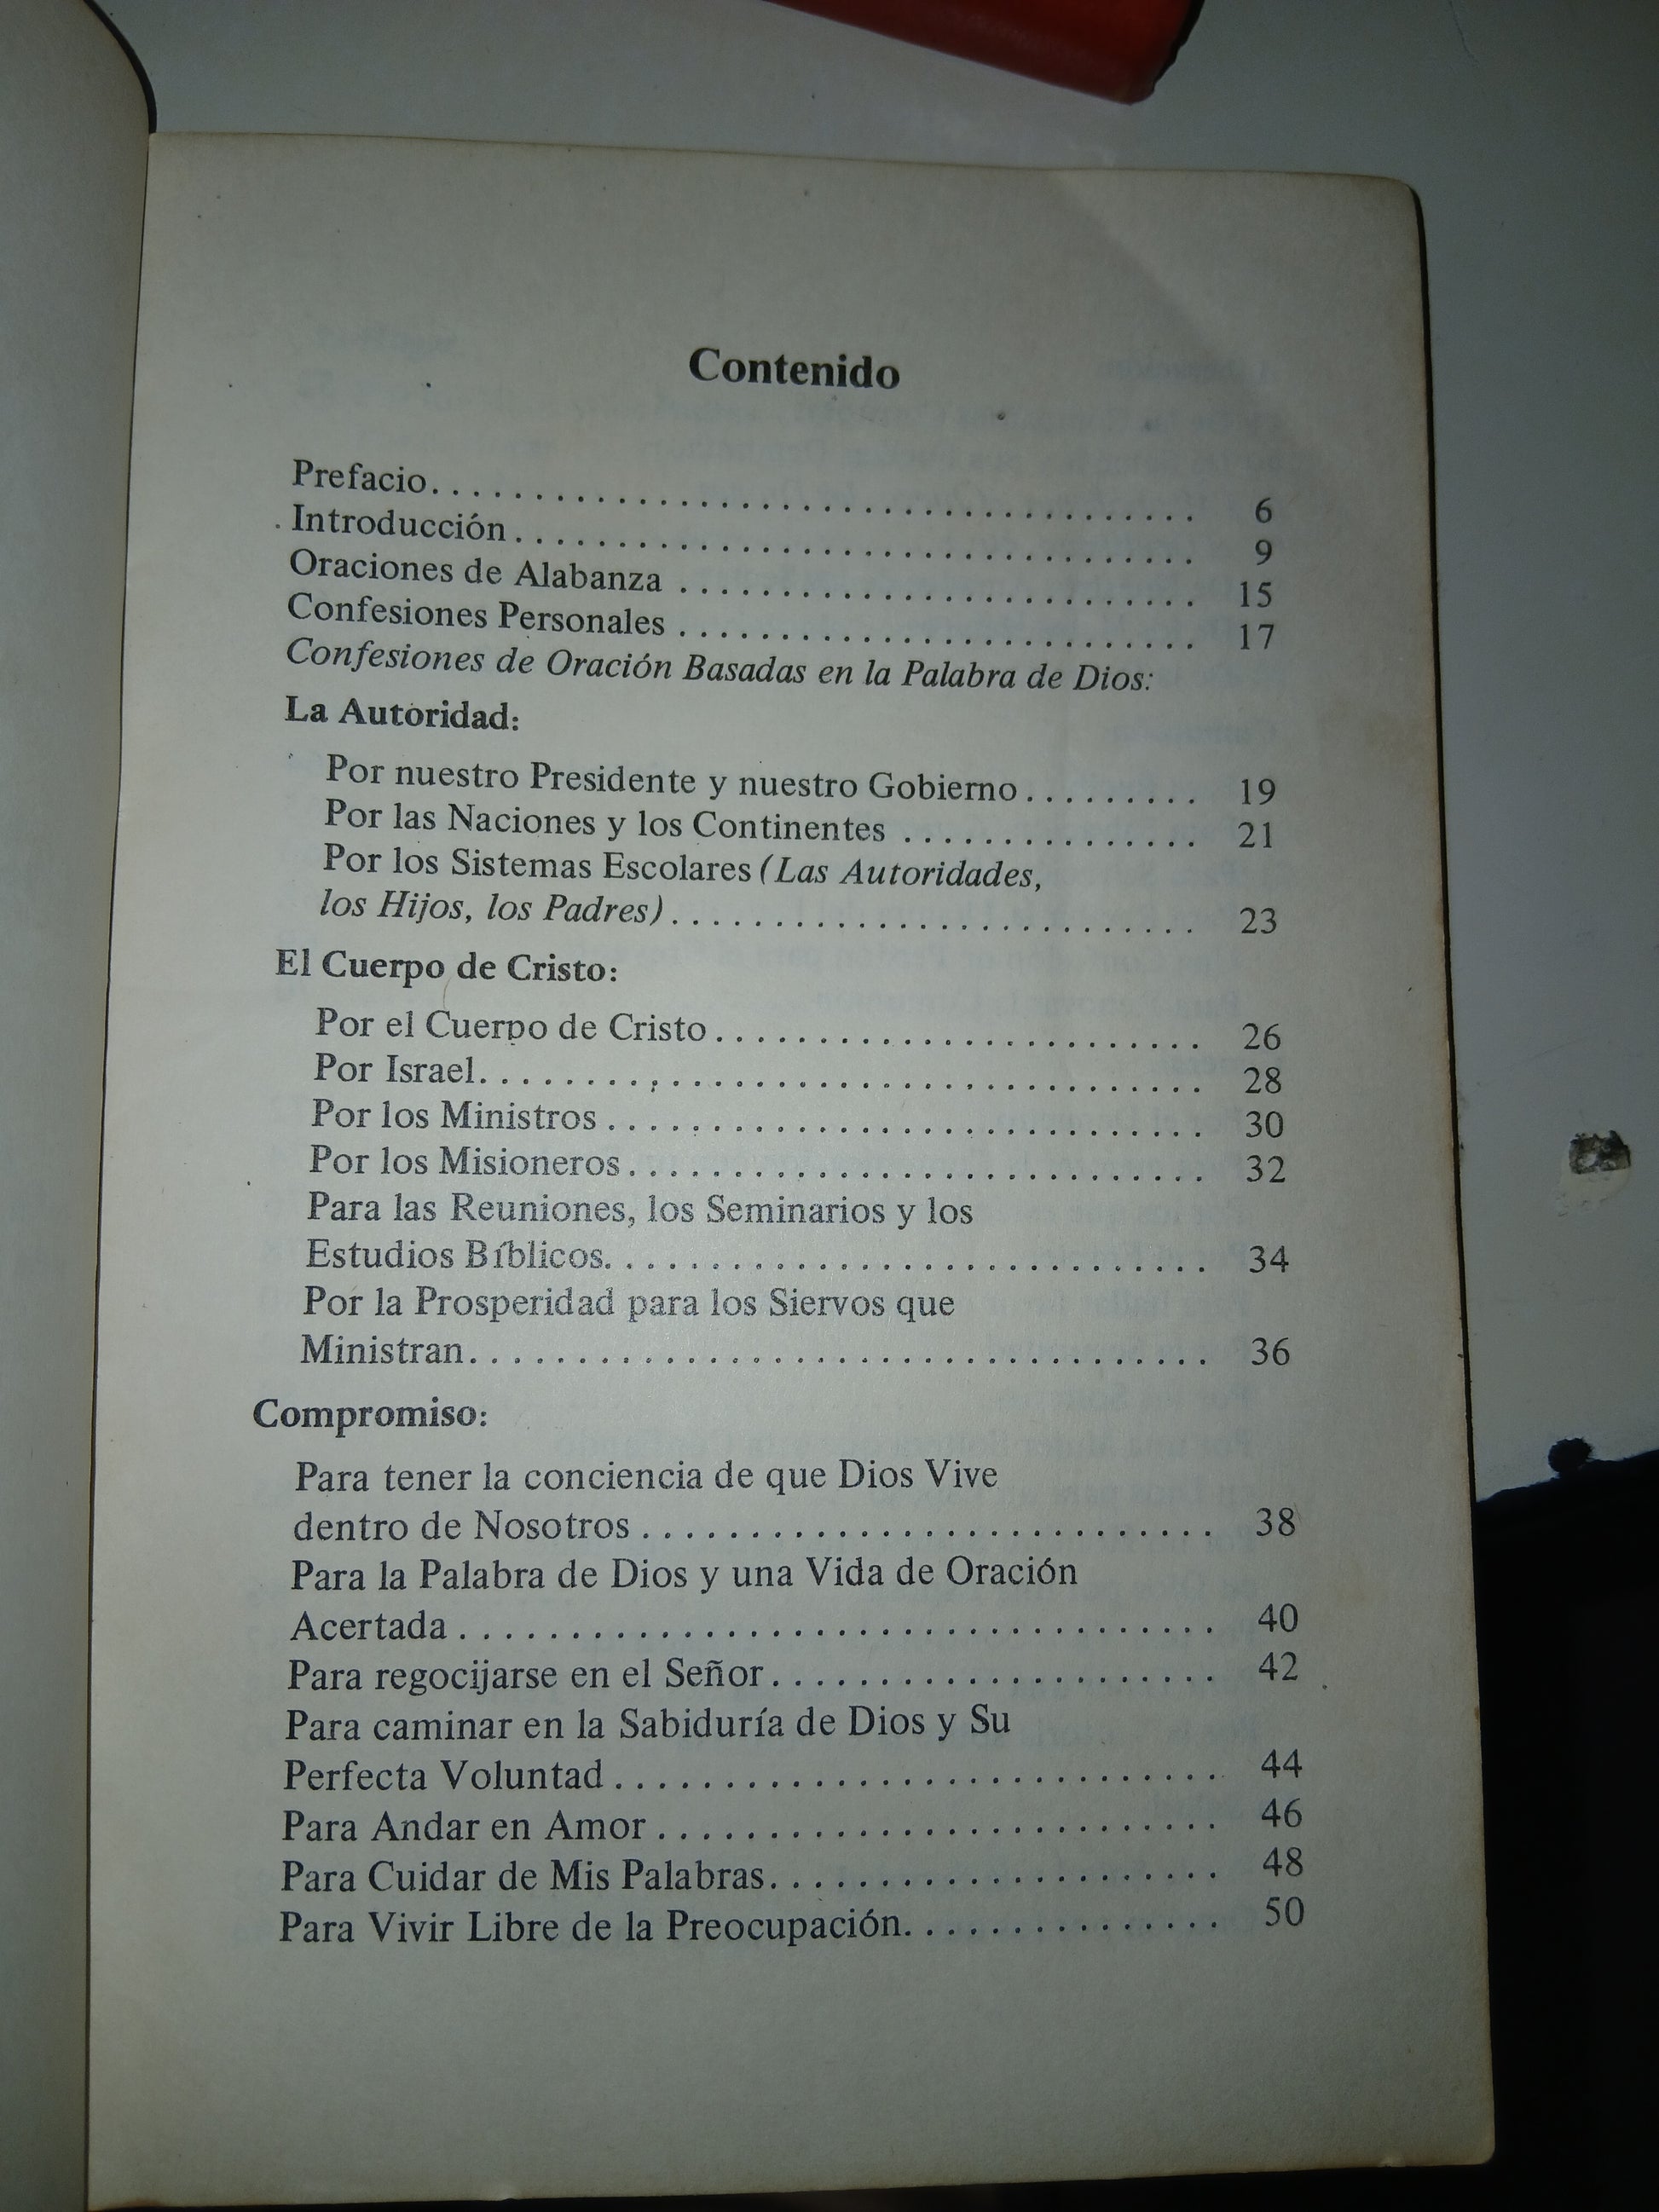 Contenido
Prefacio. . . . . . . . . . . . . . . . . . . . . . . . . . . . . . . . . 6
Introducción . . . . . . . . . . . . . . . . . . . . . . . . . . . . . 9
Oraciones de Alabanza . . . . . . . . . . . . . . . . . . . . . . 15
Confesiones Personales . . . . . . . . . . . . . . . . . . . . . . 17
Confesiones de Oración Basadas en la Palabra de Dios:
La Autoridad:
Por nuestro Presidente y nuestro Gobierno . . . . . . . . . 19
Por las Naciones y los Continentes . . . . . . . . . . . . . . . 21
Por los Sistemas Escolares (Las Autoridades,
los Hijos, los Padres) . . . . . . . . . . . . . . . . . . . . . . . 23
El Cuerpo de Cristo:
Por el Cuerpo de Cristo . . . . . . . . . . . . . . . . . . . . . . 26
Por Israel. . . . . . . . . . . . . . . . . . . . . . . . . . . . . . . . 28
Por los Ministros . . . . . . . . . . . . . . . . . . . . . . . . . . 30
Por los Misioneros . . . . . . . . . . . . . . . . . . . . . . . . . 32
Para las Reuniones, los Seminarios y los
Estudios Bíblicos. . . . . . . . . . . . . . . . . . . . . . . . . . 34
Por la Prosperidad para los Siervos que
Ministran . . . . . . . . . . . . . . . . . . . . . . . . . . . . . . . 36
Compromiso:
Para tener la conciencia de que Dios Vive
dentro de Nosotros . . . . . . . . . . . . . . . . . . . . . . . . . 38
Para la Palabra de Dios y una Vida de Oración
Acertada . . . . . . . . . . . . . . . . . . . . . . . . . . . . . . . . 40
Para regocijarse en el Señor . . . . . . . . . . . . . . . . . . . . 42
Para caminar en la Sabiduría de Dios y Su
Perfecta Voluntad . . . . . . . . . . . . . . . . . . . . . . . . . . 44
Para Andar en Amor . . . . . . . . . . . . . . . . . . . . . . . . 46
Para Cuidar de Mis Palabras. . . . . . . . . . . . . . . . . . . . 48
Para Vivir Libre de la Preocupación. . . . . . . . . . . . . . . 50